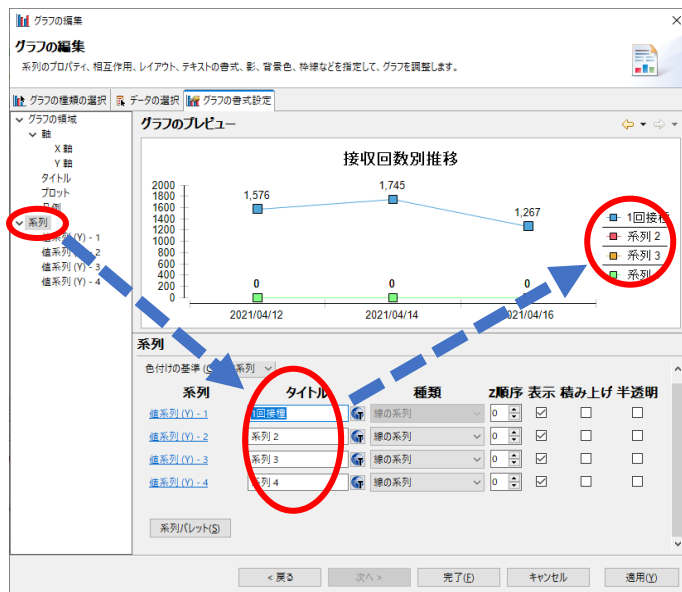 グラフの編集
グラフの編集
系列のプロパティ、相互作用、レイアウト、テキストの書式、影、背景色、枠線などを指定して、グラフを調整します。
グラフの種類の選択 データの選択 グラフの書式設定
グラフの領域
軸
X 軸
Y 軸
タイトル
プロット
凡例
系列
値系列 (Y) - 1
値系列 (Y) - 2
値系列 (Y) - 3
値系列 (Y) - 4
グラフのプレビュー
接収回数別推移
2000
1800
1600
1400
1200
1000
800
600
400
200
0
1,576
1,745
1,267
0 0 0
2021/04/12 2021/04/14 2021/04/16
1回接種
系列 2
系列 3
系列
系列
色付けの基準 系列
系列 タイトル 種類 Z順序 表示 積み上げ 半透明
値系列 (Y) - 1 1回接種 線の系列 0
値系列 (Y) - 2 系列 2 線の系列 0
値系列 (Y) - 3 系列 3 線の系列 0
値系列 (Y) - 4 系列 4 線の系列 0
系列パレット(S)
< 戻る 次へ > 完了(F) キャンセル 適用(Y)